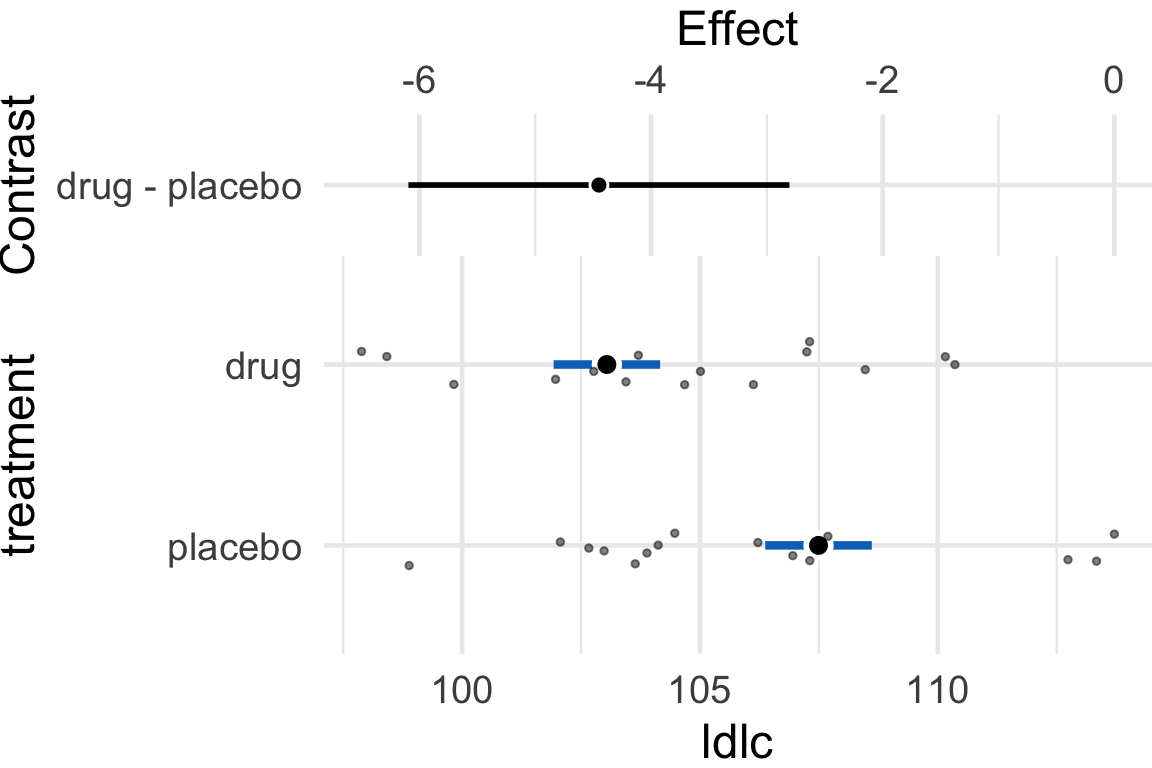 Effect
-6 -4 -2 0
Contrast
drug - placebo
treatment
drug
placebo
100 105 110
ldlc